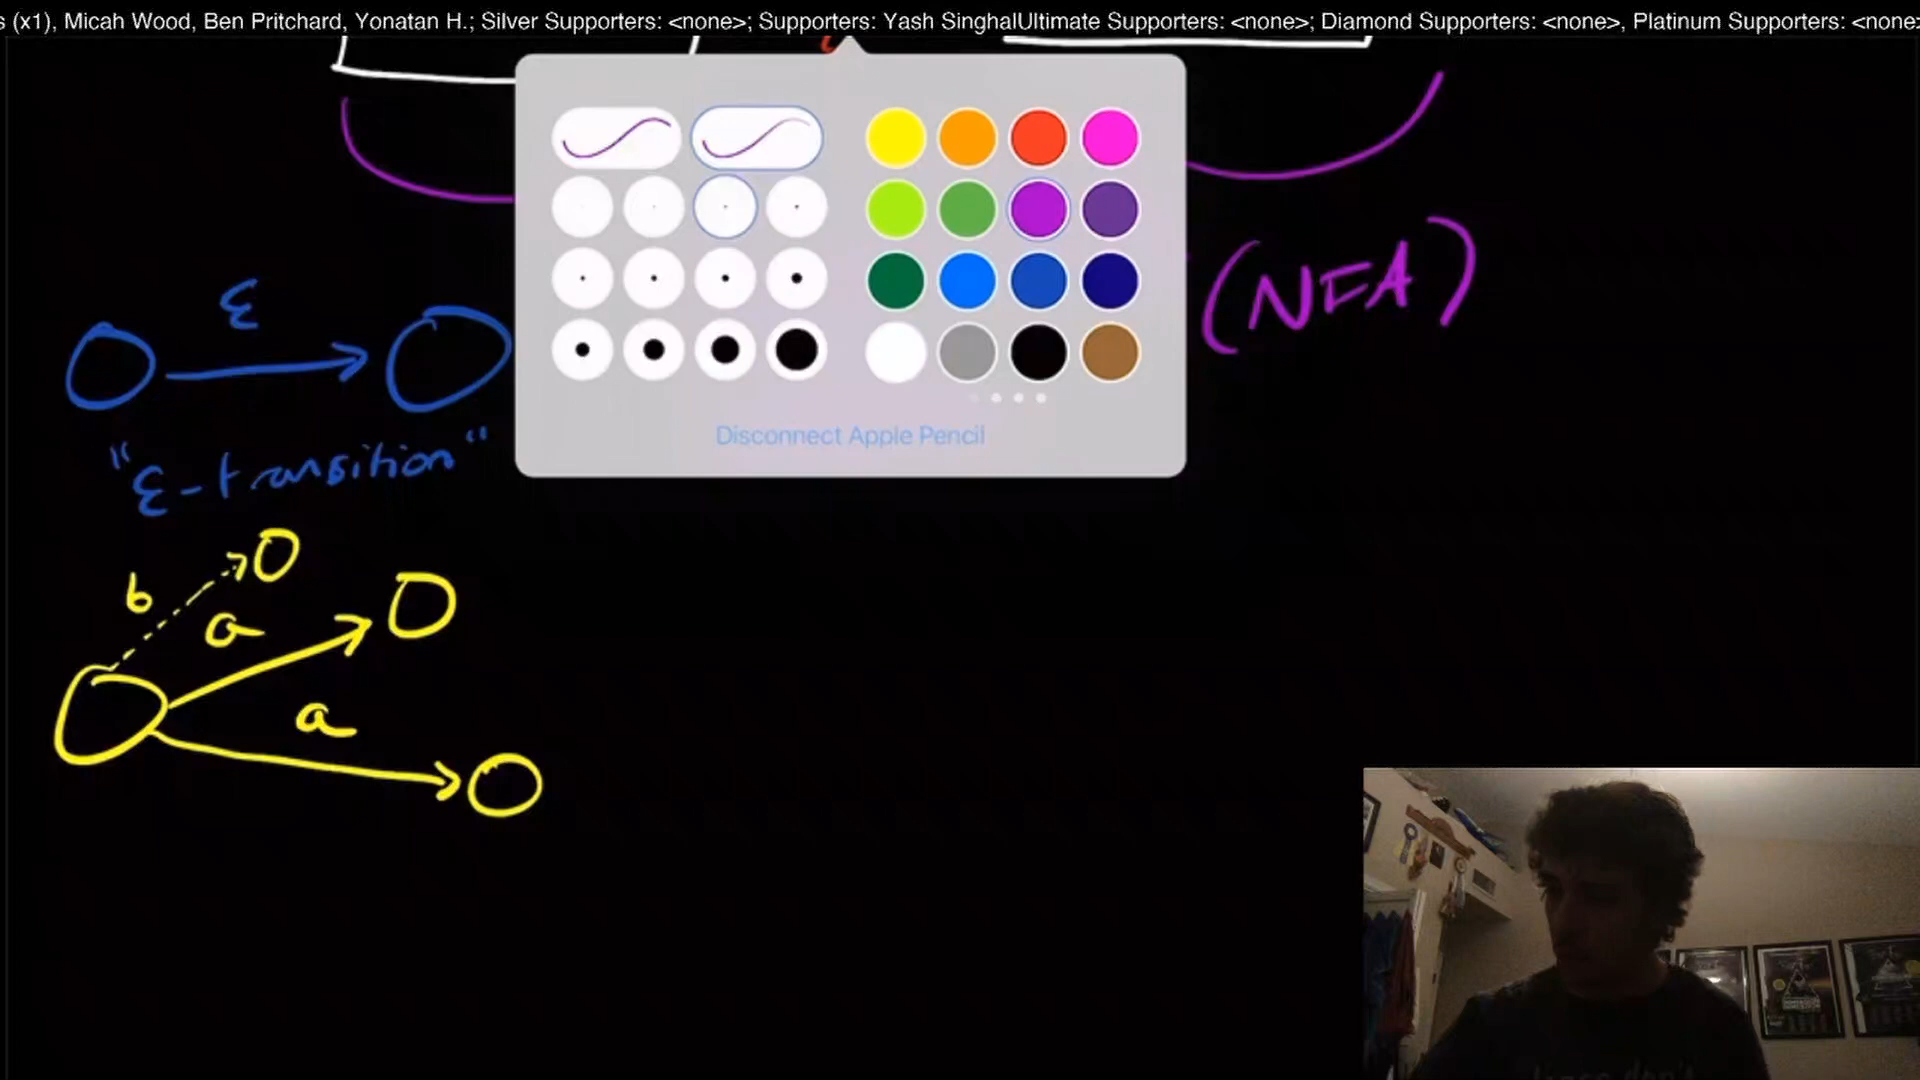 s (x1), Micah Wood, Ben Pritchard, Yonatan H.; Silver Supporters: <none>; Supporters: Yash SinghalUltimate Supporters: <none>; Diamond Supporters: <none>, Platinum Supporters: <none>
(NFA)
ε
"ε-transition"
Disconnect Apple Pencil
b
a
a